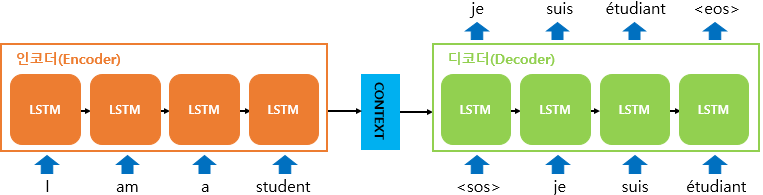 je suis étudiant <eos>
인코더(Encoder)
디코더(Decoder)
LSTM LSTM LSTM LSTM
CONTEXT
LSTM LSTM LSTM LSTM
I am a student
<sos> je suis étudiant